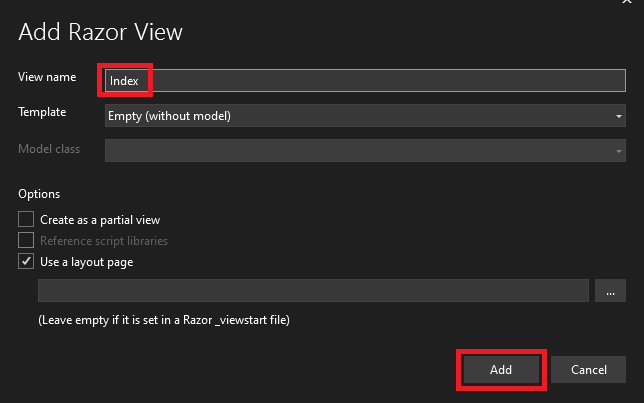 Add Razor View
View name Index
Template Empty (without model)
Model class
Options
Create as a partial view
Reference script libraries
Use a layout page
...
(Leave empty if it is set in a Razor _viewstart file)
Add Cancel